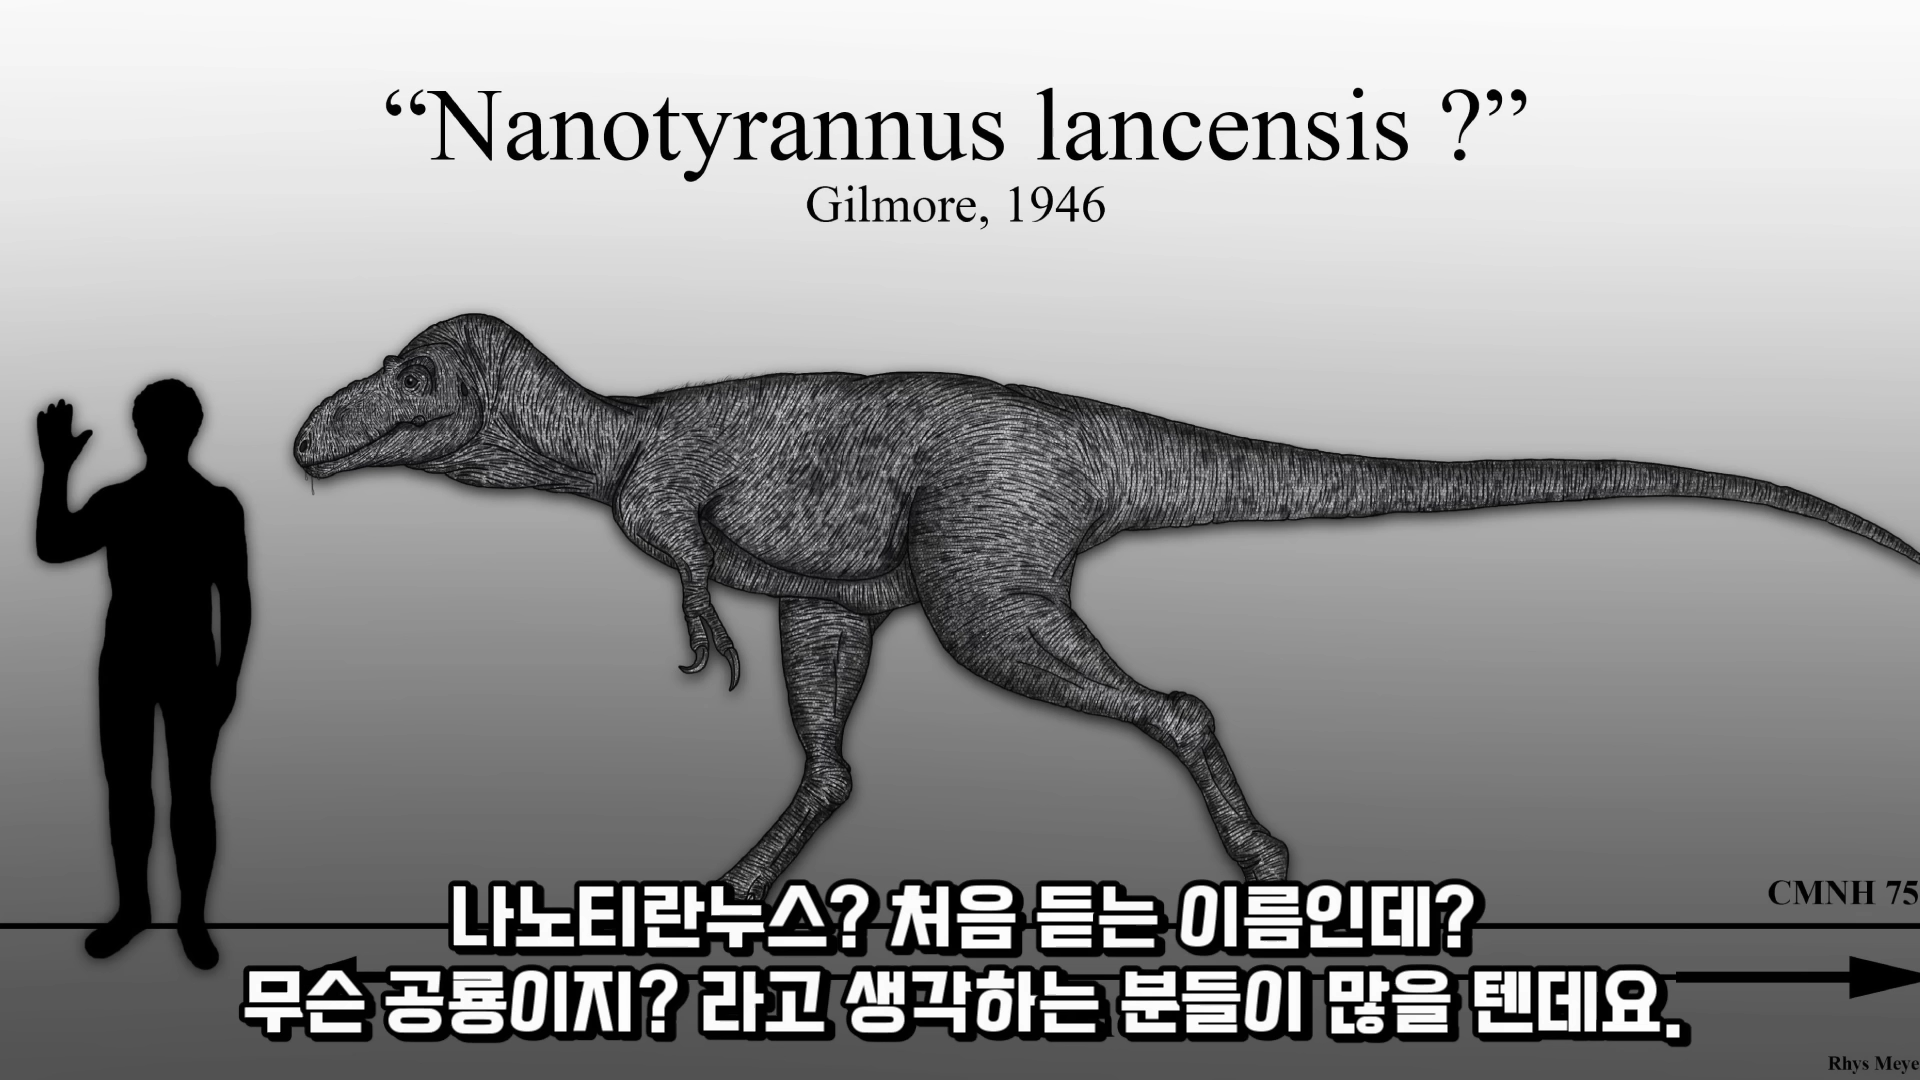 “Nanotyrannus lancensis ?”
Gilmore, 1946
CMNH 75
나노티란누스? 처음 듣는 이름인데?
무슨 공룡이지? 라고 생각하는 분들이 많을 텐데요.
Rhys Meye